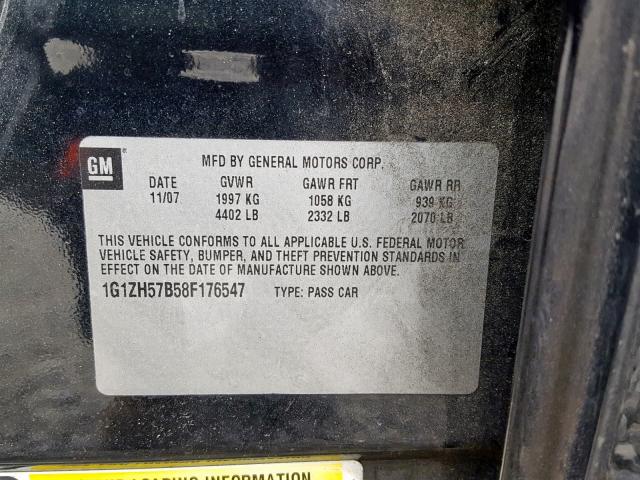 GM
MFD BY GENERAL MOTORS CORP.
DATE GVWR GAWR FRT GAWR RR
11/07 1997 KG 1058 KG 939 KG
4402 LB 2332 LB 2070 LB
THIS VEHICLE CONFORMS TO ALL APPLICABLE U.S. FEDERAL MOTOR
VEHICLE SAFETY, BUMPER, AND THEFT PREVENTION STANDARDS IN
EFFECT ON THE DATE OF MANUFACTURE SHOWN ABOVE.
1G1ZH57B58F176547 TYPE: PASS CAR
LOADING INFORMATION